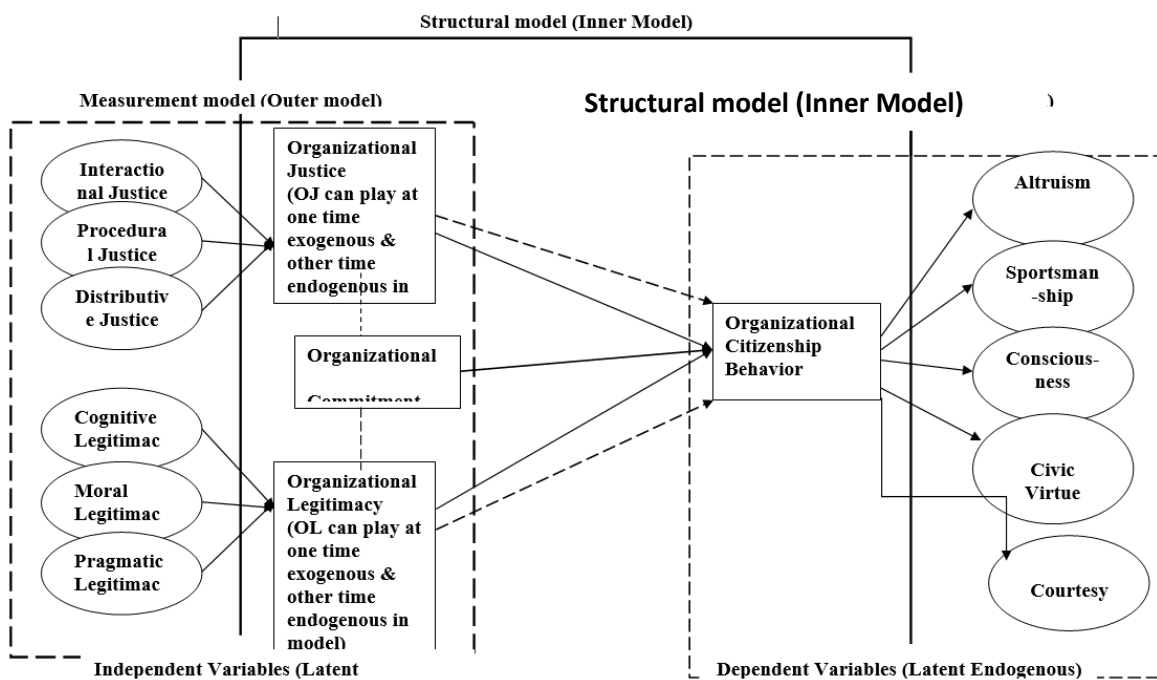 Structural model (Inner Model)
Measurement model (Outer model)
Structural model (Inner Model)
)
Interactio
nal Justice
Procedura
l Justice
Distributiv
e Justice
Organizational
Justice
(OJ can play at
one time
exogenous &
other time
endogenous in
Organizational
Commitment
Cognitive
Legitimac
Moral
Legitimac
Pragmatic
Legitimac
Organizational
Legitimacy
(OL can play at
one time
exogenous &
other time
endogenous in
model)
Organizational
Citizenship
Behavior
Altruism
Sportsman
-ship
Conscious-
ness
Civic
Virtue
Courtesy
Independent Variables (Latent
Dependent Variables (Latent Endogenous)